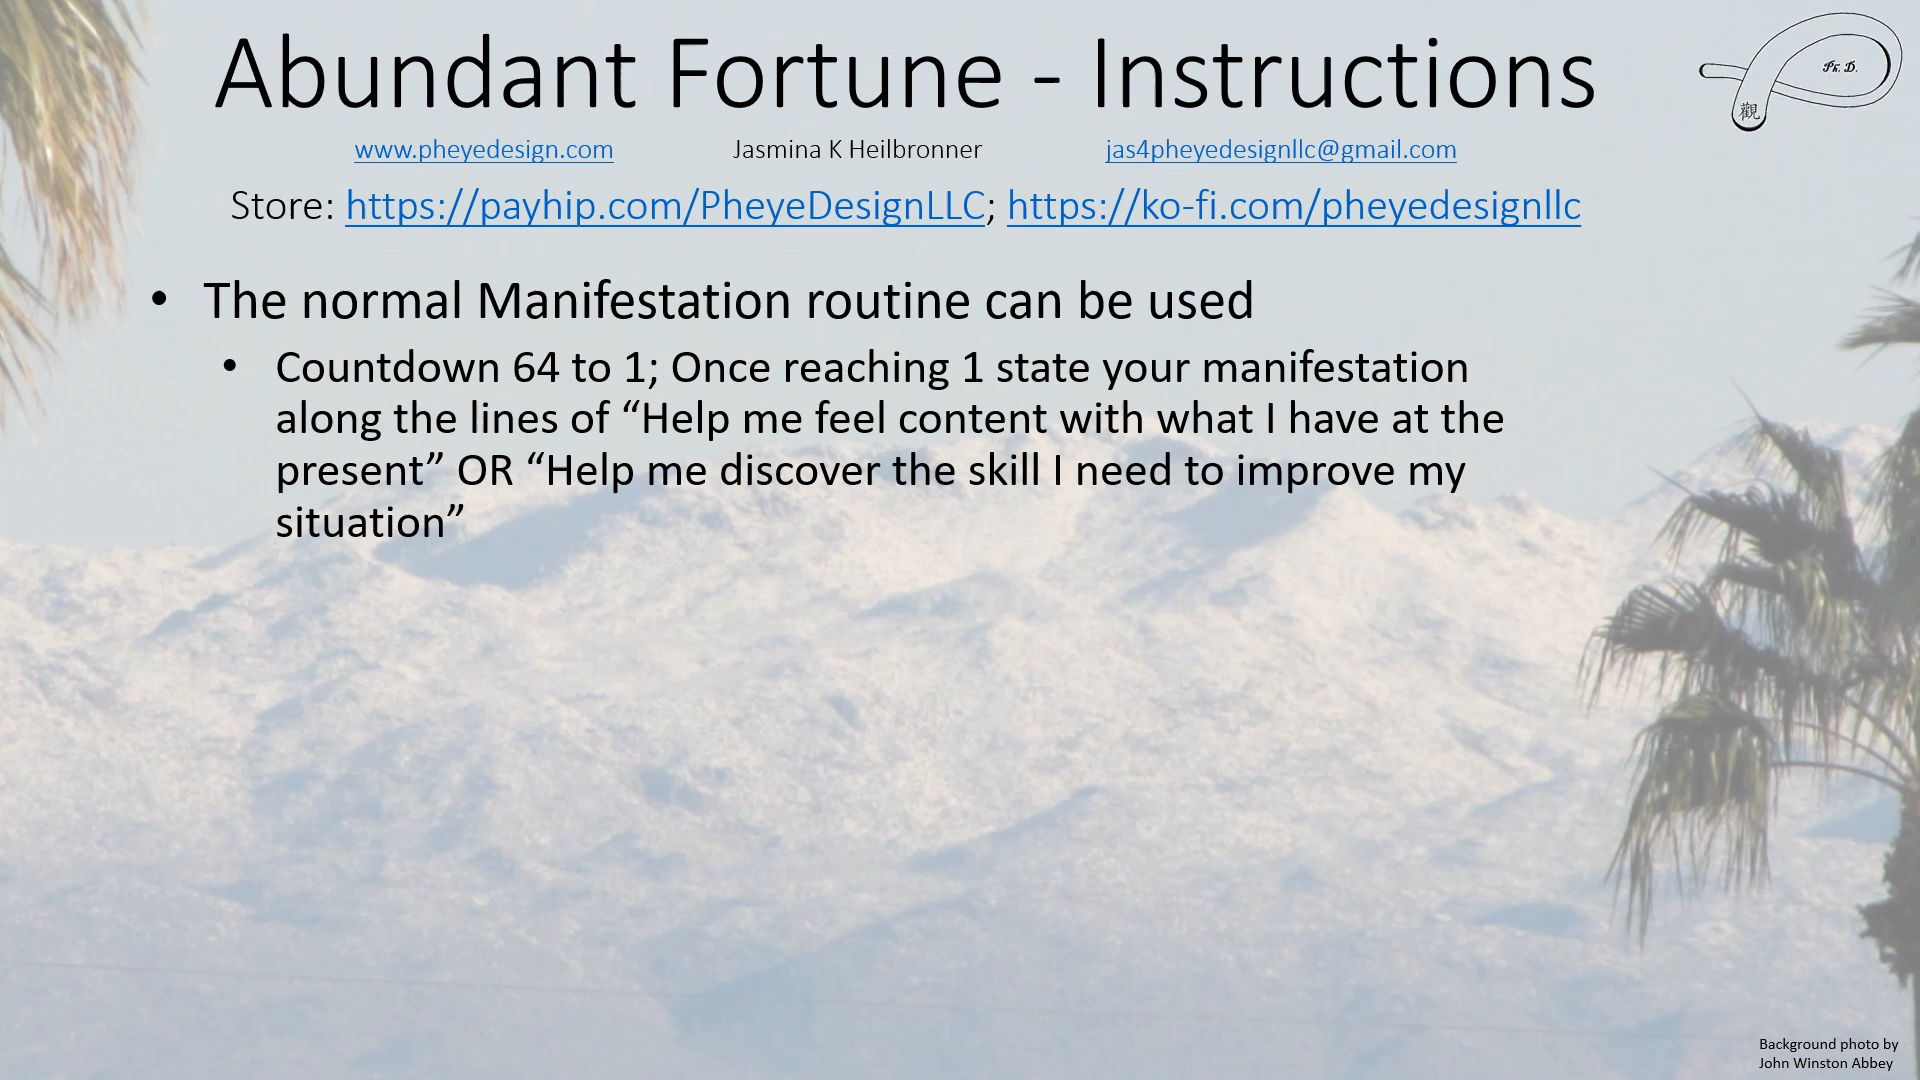 Abundant Fortune - Instructions
Ph. D.
觀
www.pheyedesign.com Jasmina K Heilbronner jas4pheyedesignllc@gmail.com
Store: https://payhip.com/PheyeDesignLLC; https://ko-fi.com/pheyedesignllc
• The normal Manifestation routine can be used
• Countdown 64 to 1; Once reaching 1 state your manifestation
along the lines of “Help me feel content with what I have at the
present” OR “Help me discover the skill I need to improve my
situation”
Background photo by
John Winston Abbey